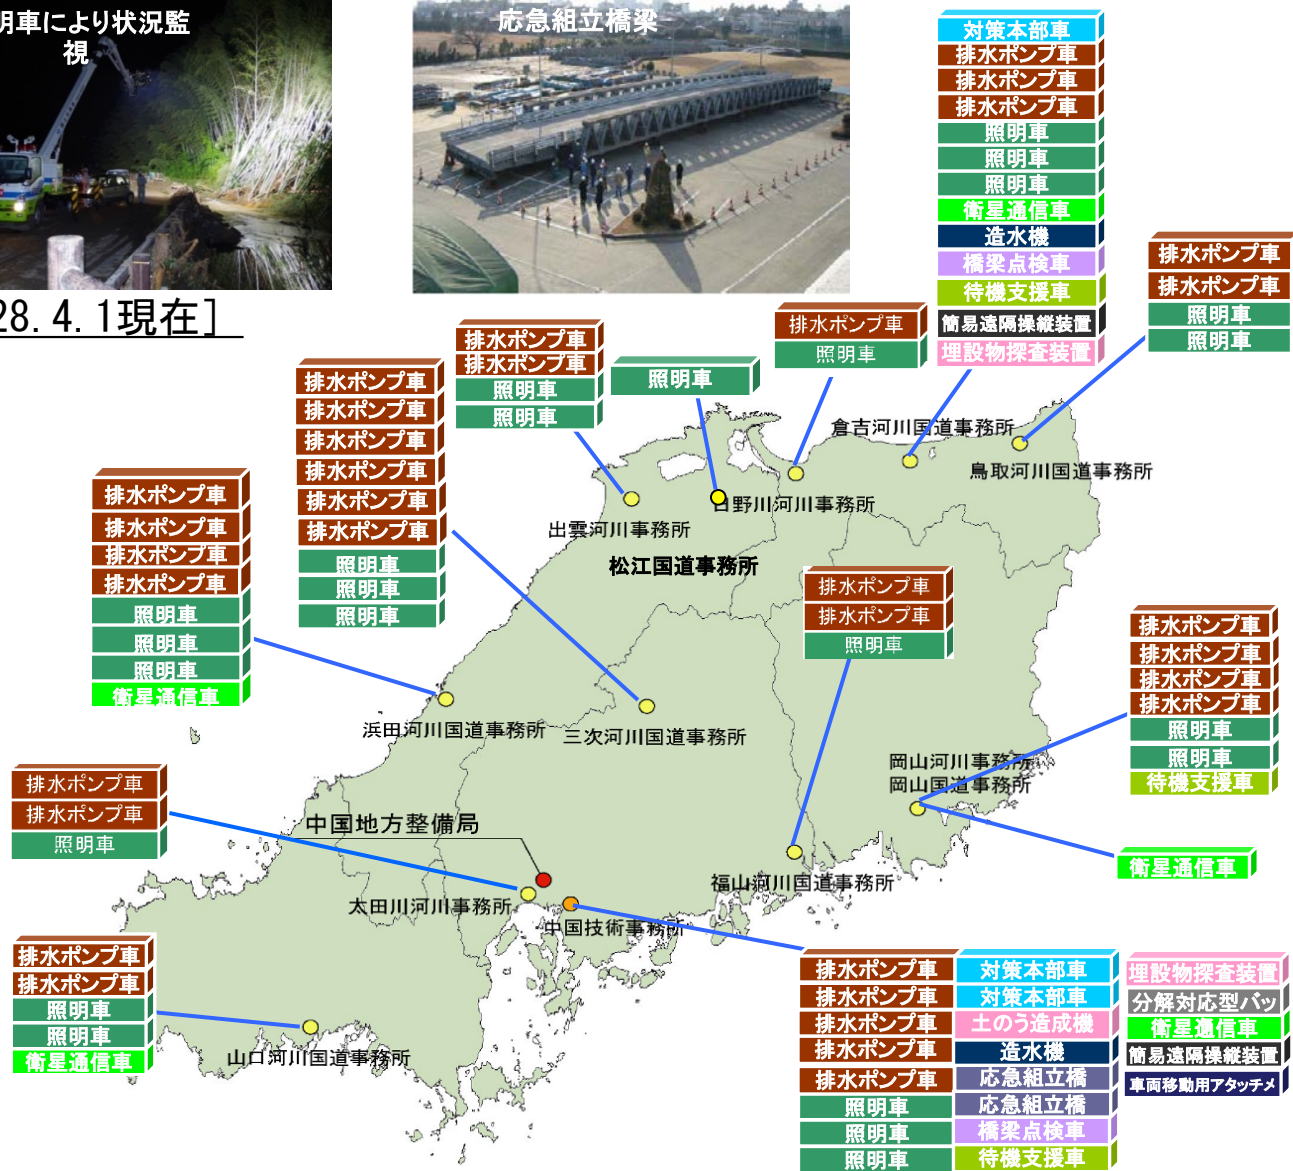 明車により状況監
視
応急組立橋梁
28.4.1現在]
対策本部車
排水ポンプ車
排水ポンプ車
排水ポンプ車
照明車
照明車
照明車
衛星通信車
造水機
橋梁点検車
待機支援車
簡易遠隔操縦装置
埋設物探査装置
排水ポンプ車
排水ポンプ車
照明車
照明車
排水ポンプ車
照明車
照明車
排水ポンプ車
排水ポンプ車
照明車
照明車
排水ポンプ車
排水ポンプ車
排水ポンプ車
排水ポンプ車
排水ポンプ車
排水ポンプ車
照明車
照明車
照明車
排水ポンプ車
排水ポンプ車
排水ポンプ車
排水ポンプ車
照明車
照明車
照明車
衛星通信車
倉吉河川国道事務所
鳥取河川国道事務所
日野川河川事務所
出雲河川事務所
松江国道事務所
排水ポンプ車
排水ポンプ車
照明車
排水ポンプ車
排水ポンプ車
排水ポンプ車
排水ポンプ車
照明車
照明車
待機支援車
浜田河川国道事務所
三次河川国道事務所
岡山河川事務所
岡山国道事務所
排水ポンプ車
排水ポンプ車
照明車
中国地方整備局
衛星通信車
福山河川国道事務所
太田川河川事務所
中国技術事務所
排水ポンプ車
排水ポンプ車
照明車
照明車
衛星通信車
山口河川国道事務所
排水ポンプ車
排水ポンプ車
排水ポンプ車
排水ポンプ車
排水ポンプ車
照明車
照明車
照明車
対策本部車
対策本部車
土のう造成機
造水機
応急組立橋
応急組立橋
橋梁点検車
待機支援車
埋設物探査装置
分解対応型バッ
衛星通信車
簡易遠隔操縦装置
車両移動用アタッチメ